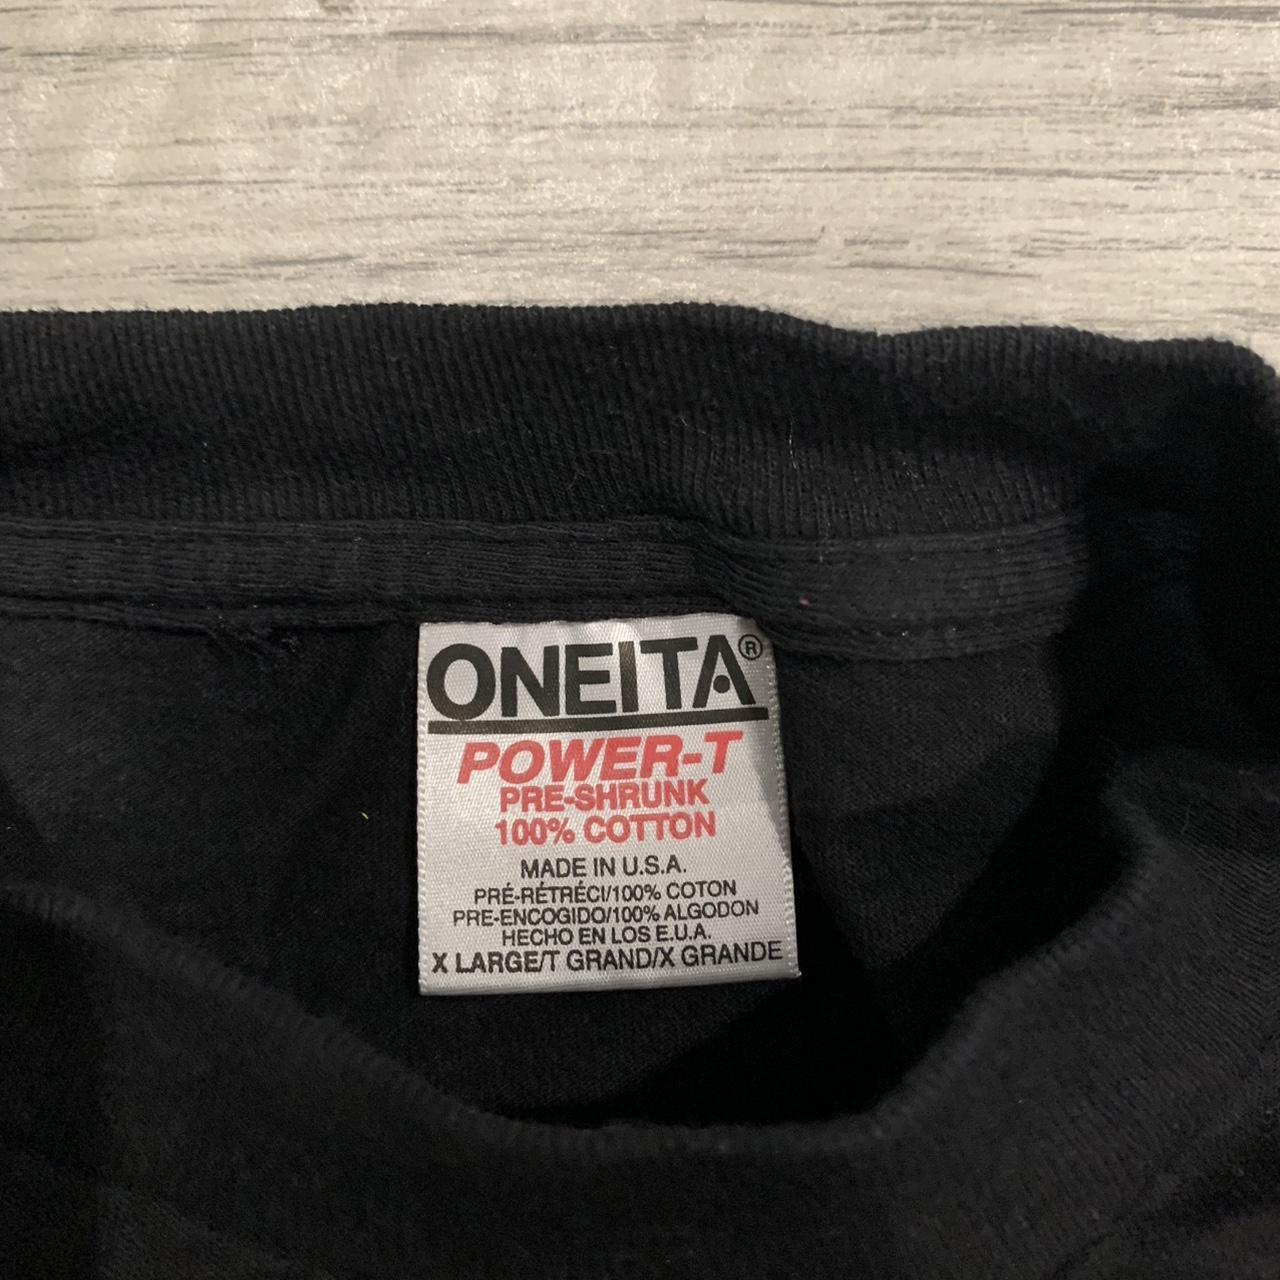 ONEITA®
POWER-T
PRE-SHRUNK
100% COTTON
MADE IN U.S.A.
PRÉ-RÉTRÉCI/100% COTON
PRE-ENCOGIDO/100% ALGODON
HECHO EN LOS E.U.A.
X LARGE/T GRAND/X GRANDE